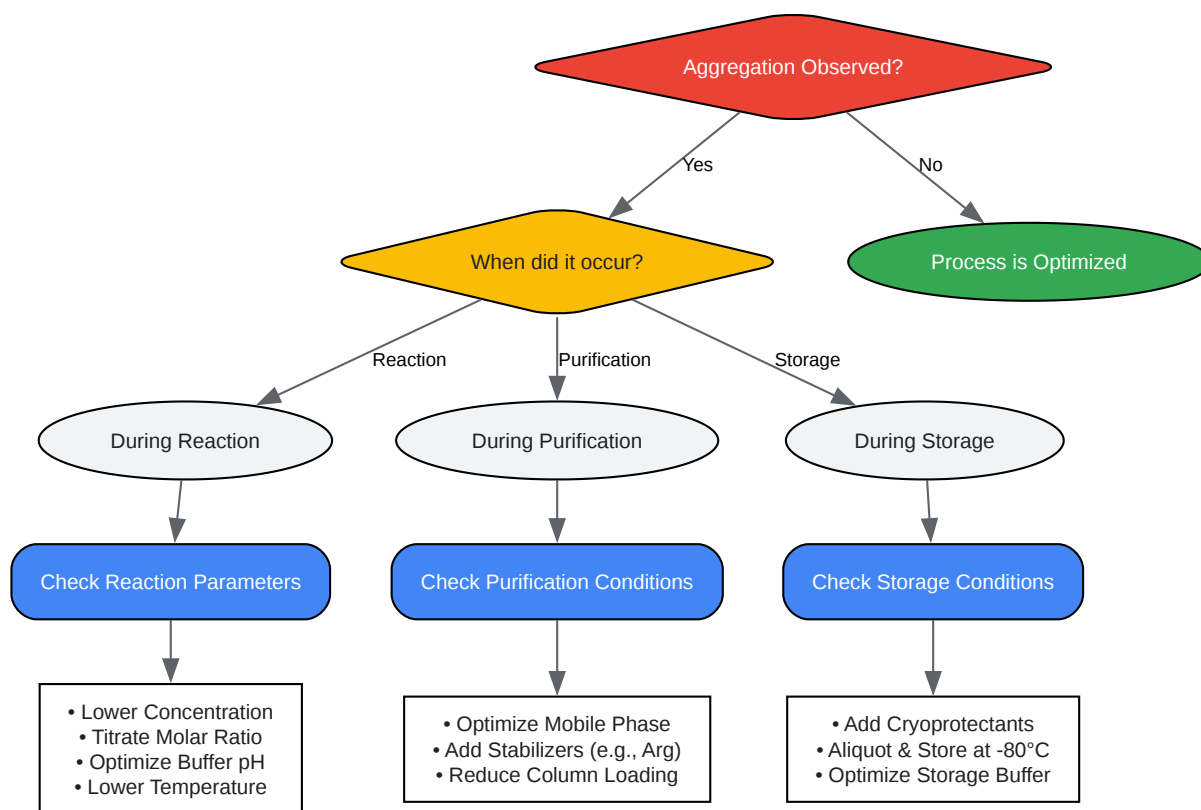 Aggregation Observed?
Yes
No
When did it occur?
Process is Optimized
Reaction
Purification
Storage
During Reaction
During Purification
During Storage
Check Reaction Parameters
Check Purification Conditions
Check Storage Conditions
• Lower Concentration
• Titrate Molar Ratio
• Optimize Buffer pH
• Lower Temperature
• Optimize Mobile Phase
• Add Stabilizers (e.g., Arg)
• Reduce Column Loading
• Add Cryoprotectants
• Aliquot & Store at -80°C
• Optimize Storage Buffer